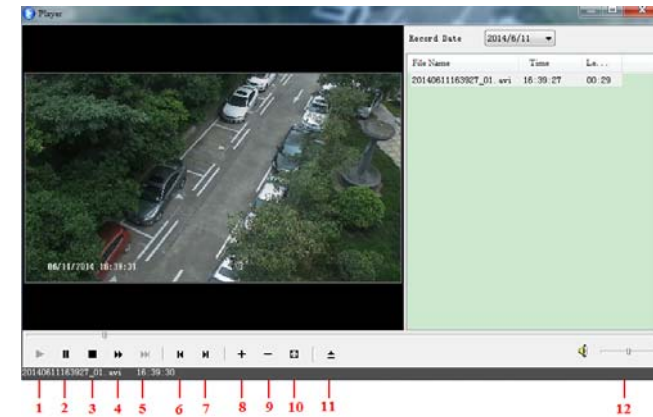 Player
Record Date 2014/6/11
File Name Time Le...
20140611163927_01.avi 16:39:27 00:29
06/11/2014 16:39:31
20140611163927_01.avi 16:39:30
1 2 3 4 5 6 7 8 9 10 11 12